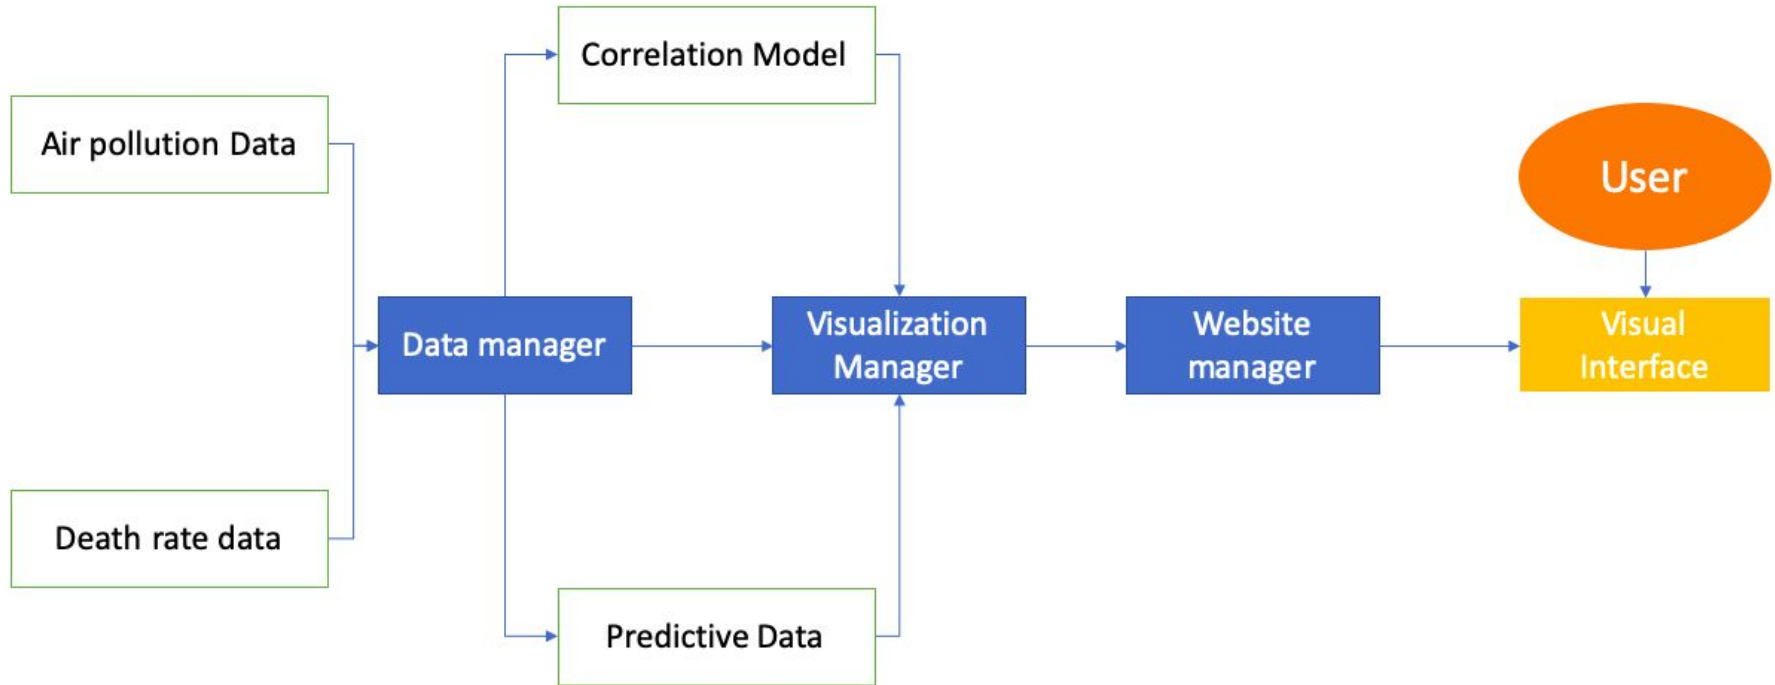 Correlation Model
Air pollution Data
User
Data manager
Visualization
Manager
Website
manager
Visual
Interface
Death rate data
Predictive Data